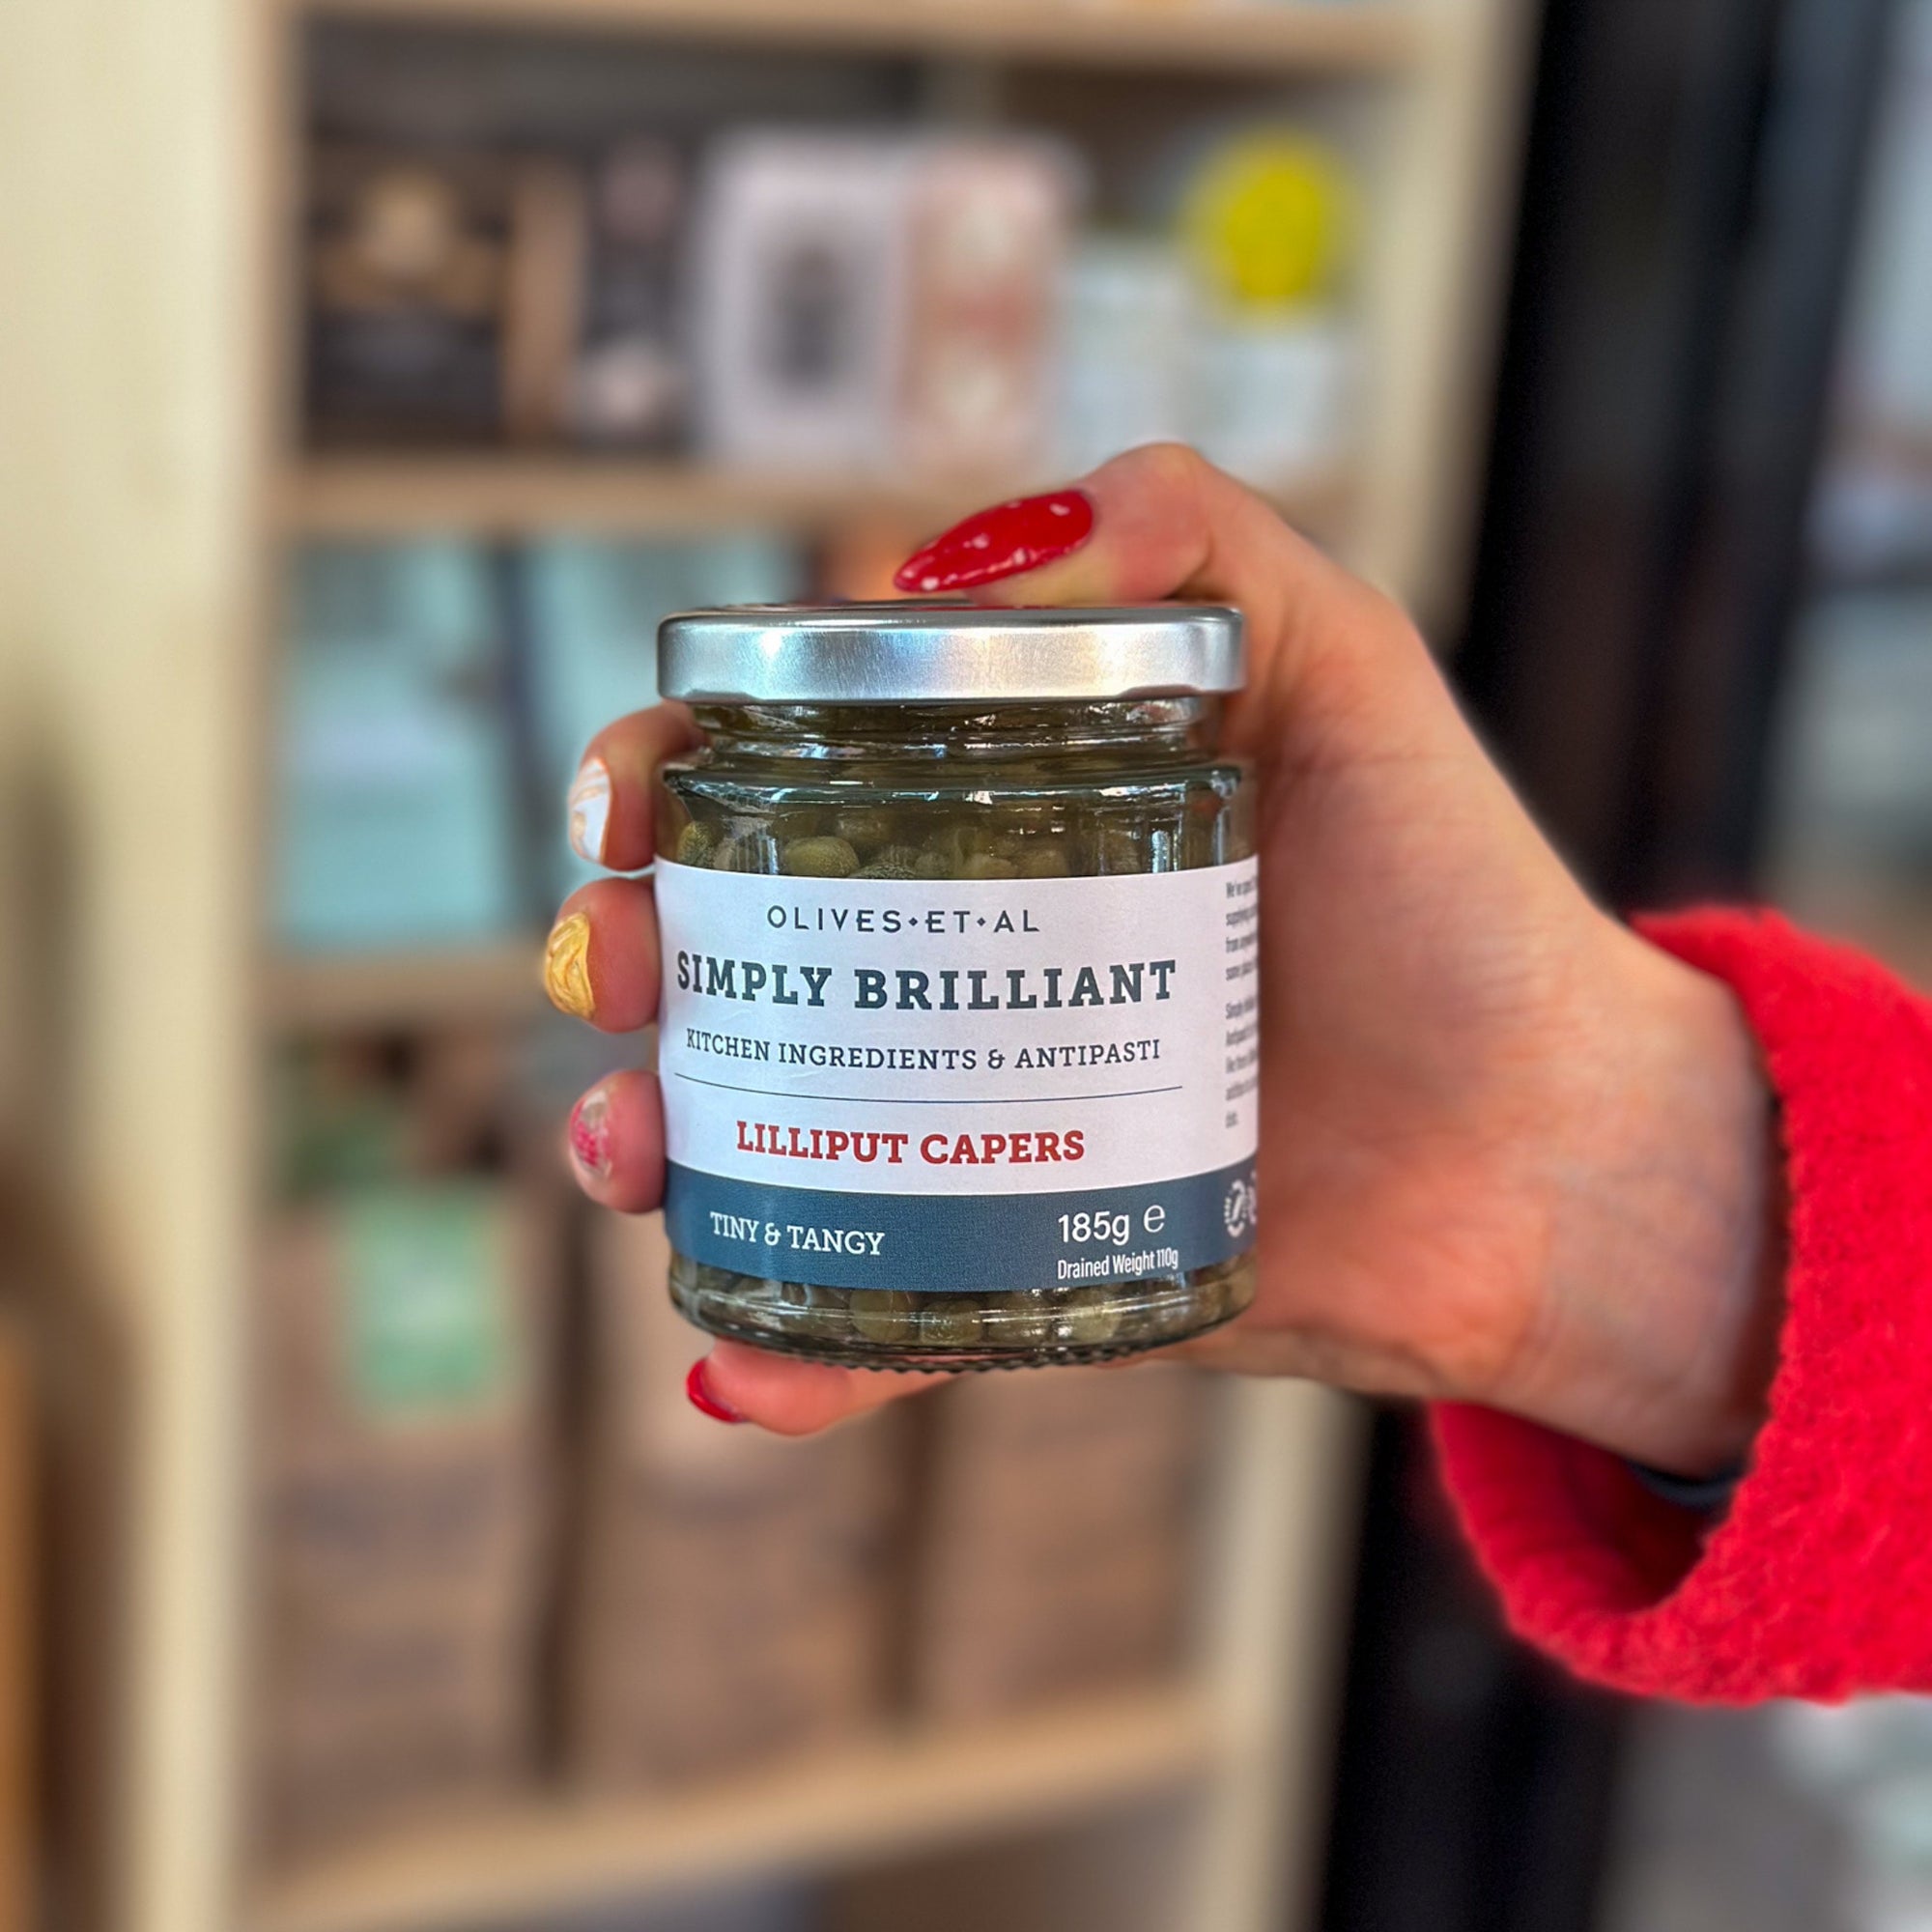 OLIVES•ET•AL
SIMPLY BRILLIANT
KITCHEN INGREDIENTS & ANTIPASTI
LILLIPUT CAPERS
TINY & TANGY
185g ℮
Drained Weight 110g